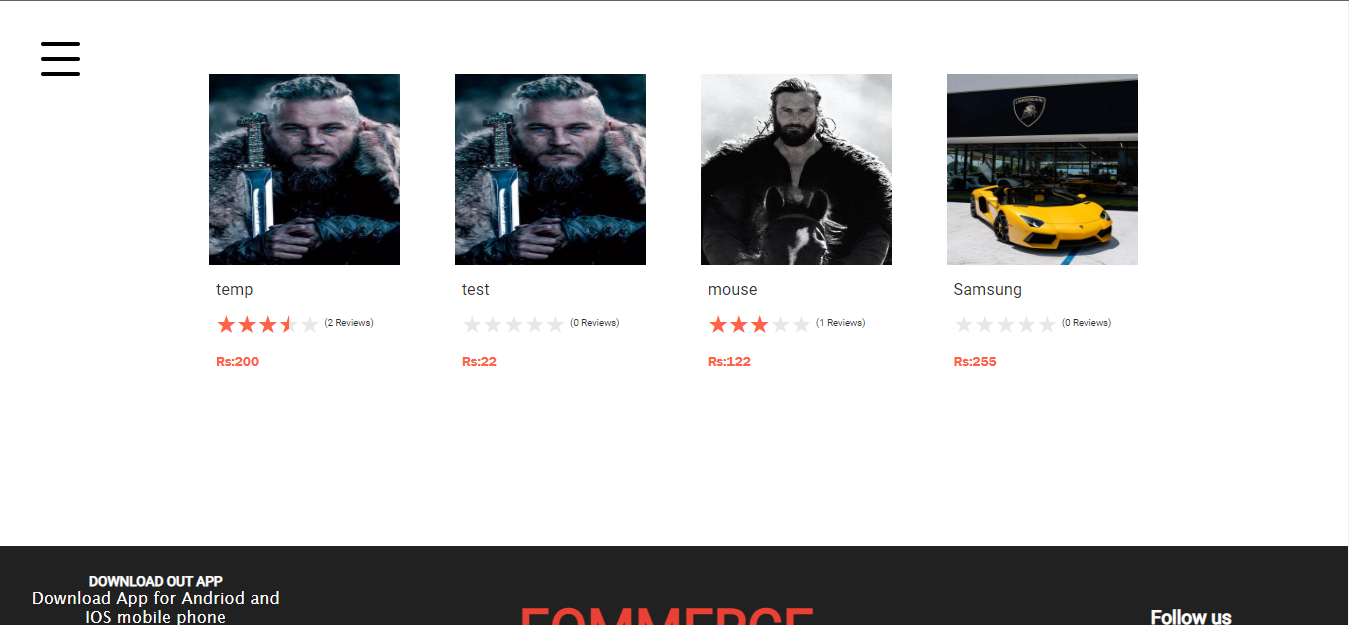 temp
(2 Reviews)
Rs:200
test
(0 Reviews)
Rs:22
mouse
(1 Reviews)
Rs:122
Samsung
(0 Reviews)
Rs:255
DOWNLOAD OUT APP
Download App for Andriod and
IOS mobile phone
EOMMERCE
Follow us